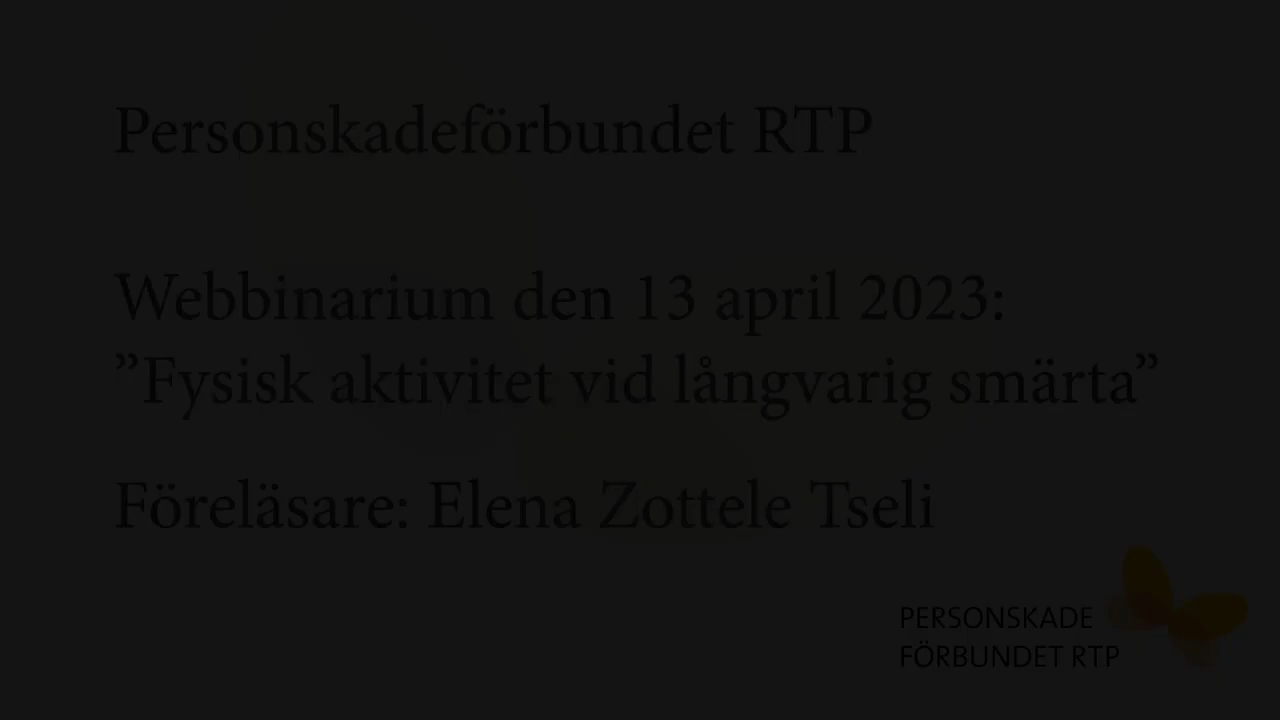 Personskadeförbundet RTP
Webbinarium den 13 april 2023:
”Fysisk aktivitet vid långvarig smärta”
Föreläsare: Elena Zottele Tseli
PERSONSKADE
FÖRBUNDET RTP